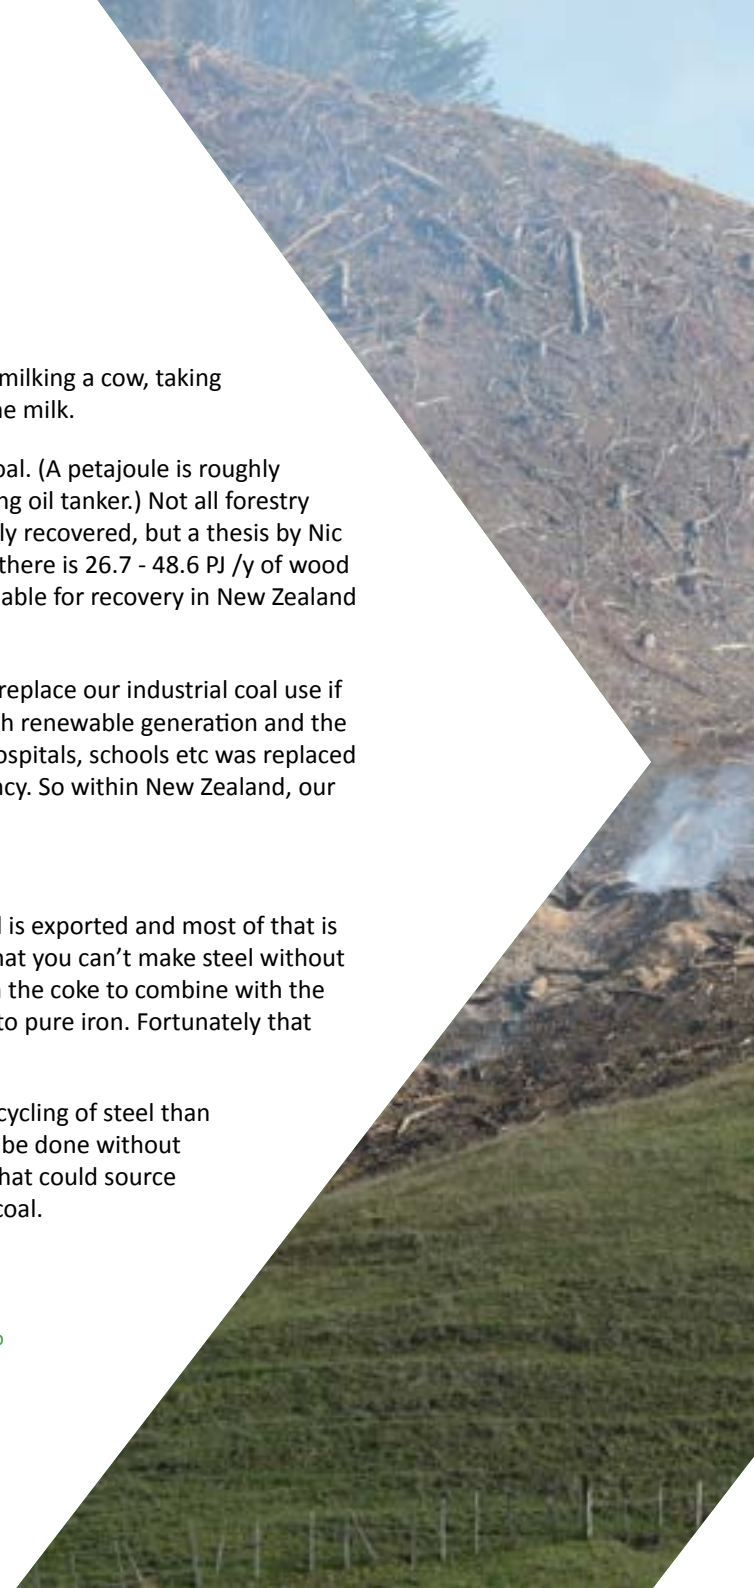 milking a cow, taking
e milk.
oal. (A petajoule is roughly
ng oil tanker.) Not all forestry
ly recovered, but a thesis by Nic
there is 26.7 - 48.6 PJ /y of wood
able for recovery in New Zealand
replace our industrial coal use if
h renewable generation and the
ospitals, schools etc was replaced
ncy. So within New Zealand, our
is exported and most of that is
hat you can’t make steel without
the coke to combine with the
to pure iron. Fortunately that
cycling of steel than
be done without
hat could source
coal.